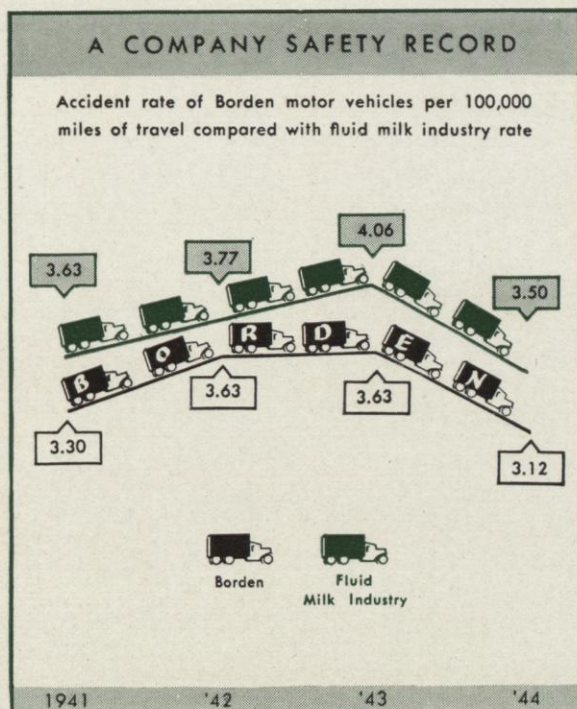 A COMPANY SAFETY RECORD
Accident rate of Borden motor vehicles per 100,000
miles of travel compared with fluid milk industry rate
3.63
3.77
4.06
3.50
B O R D E N
3.30
3.63
3.63
3.12
Borden
Fluid
Milk Industry
1941 '42 '43 '44